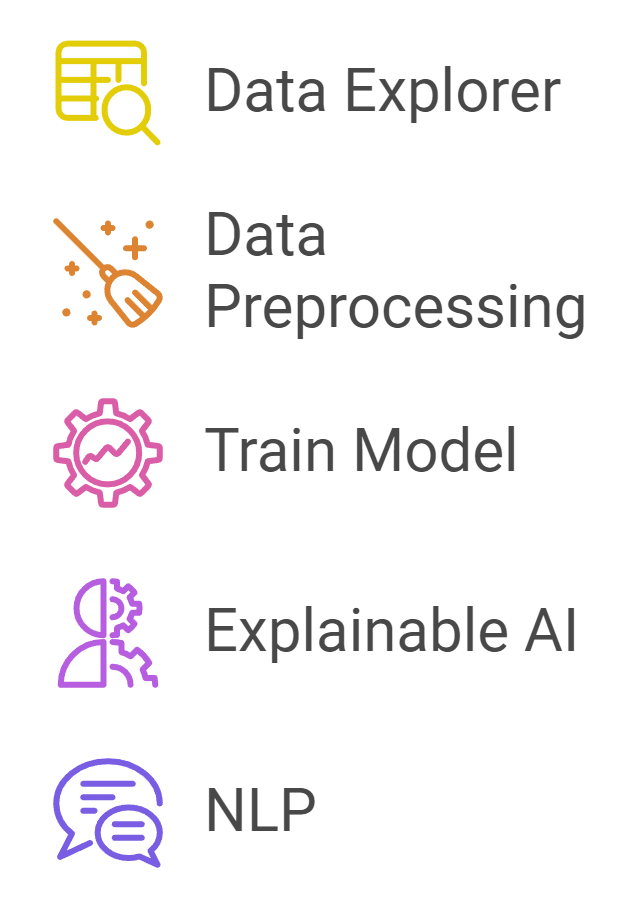 Data Explorer
Data
Preprocessing
Train Model
Explainable AI
NLP